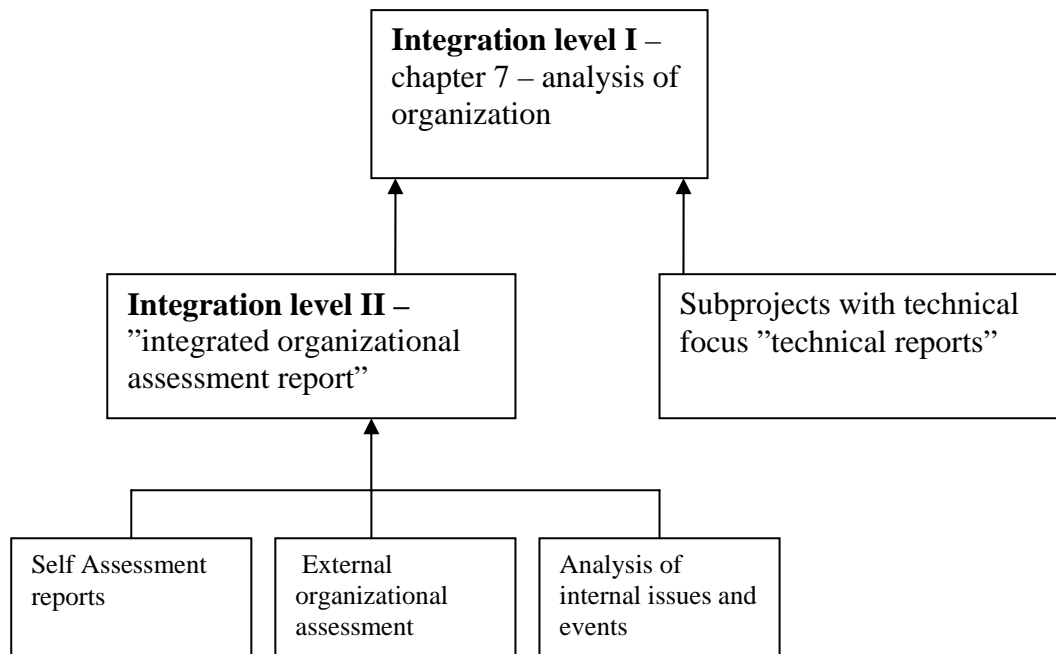 Integration level I –
chapter 7 – analysis of
organization
Integration level II –
”integrated organizational
assessment report”
Subprojects with technical
focus ”technical reports”
Self Assessment
reports
External
organizational
assessment
Analysis of
internal issues and
events